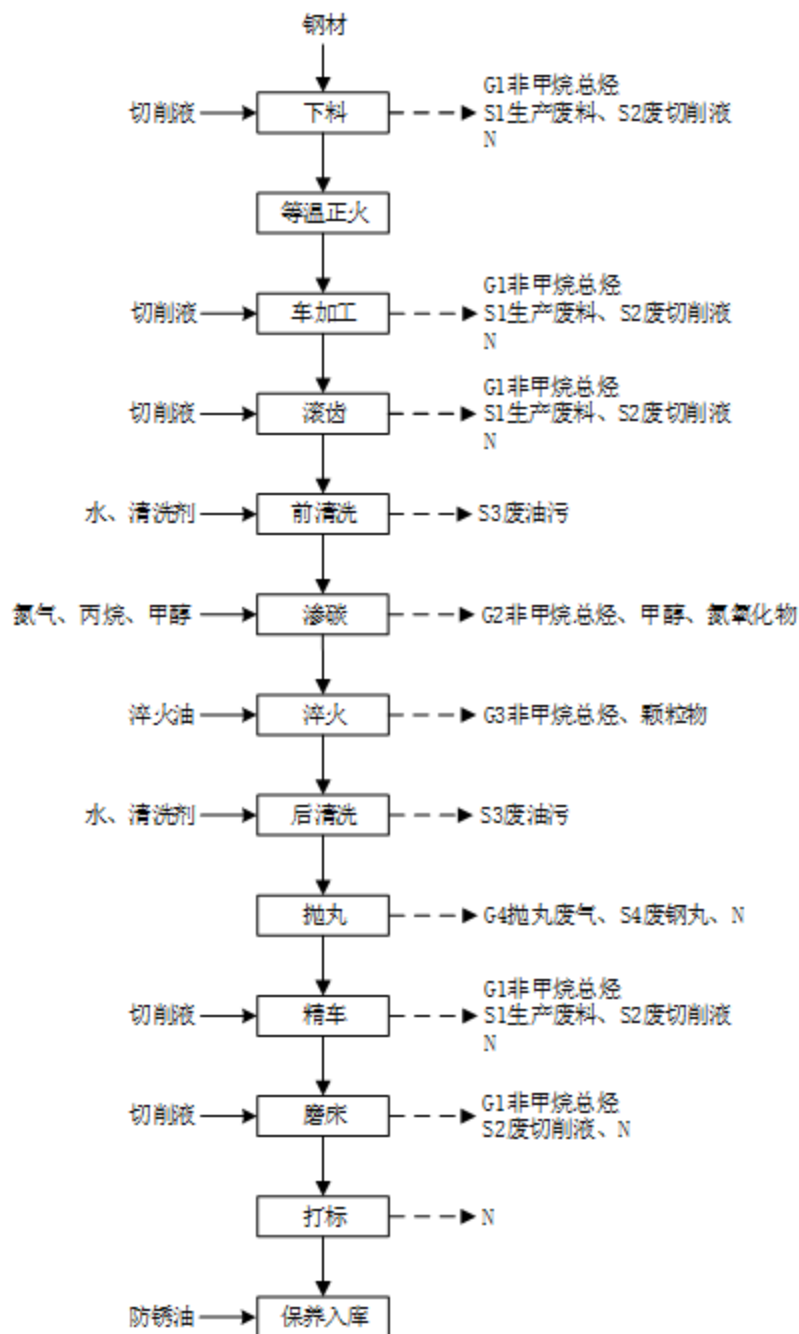 钢材
G1非甲烷总烃
切削液 下料 S1生产废料、S2废切削液
N
等温正火
G1非甲烷总烃
切削液 车加工 S1生产废料、S2废切削液
N
G1非甲烷总烃
切削液 滚齿 S1生产废料、S2废切削液
N
水、清洗剂 前清洗 S3废油污
氮气、丙烷、甲醇 渗碳 G2非甲烷总烃、甲醇、氮氧化物
淬火油 淬火 G3非甲烷总烃、颗粒物
水、清洗剂 后清洗 S3废油污
抛丸 G4抛丸废气、S4废钢丸、N
G1非甲烷总烃
切削液 精车 S1生产废料、S2废切削液
N
G1非甲烷总烃
切削液 磨床 S2废切削液、N
打标 N
防锈油 保养入库